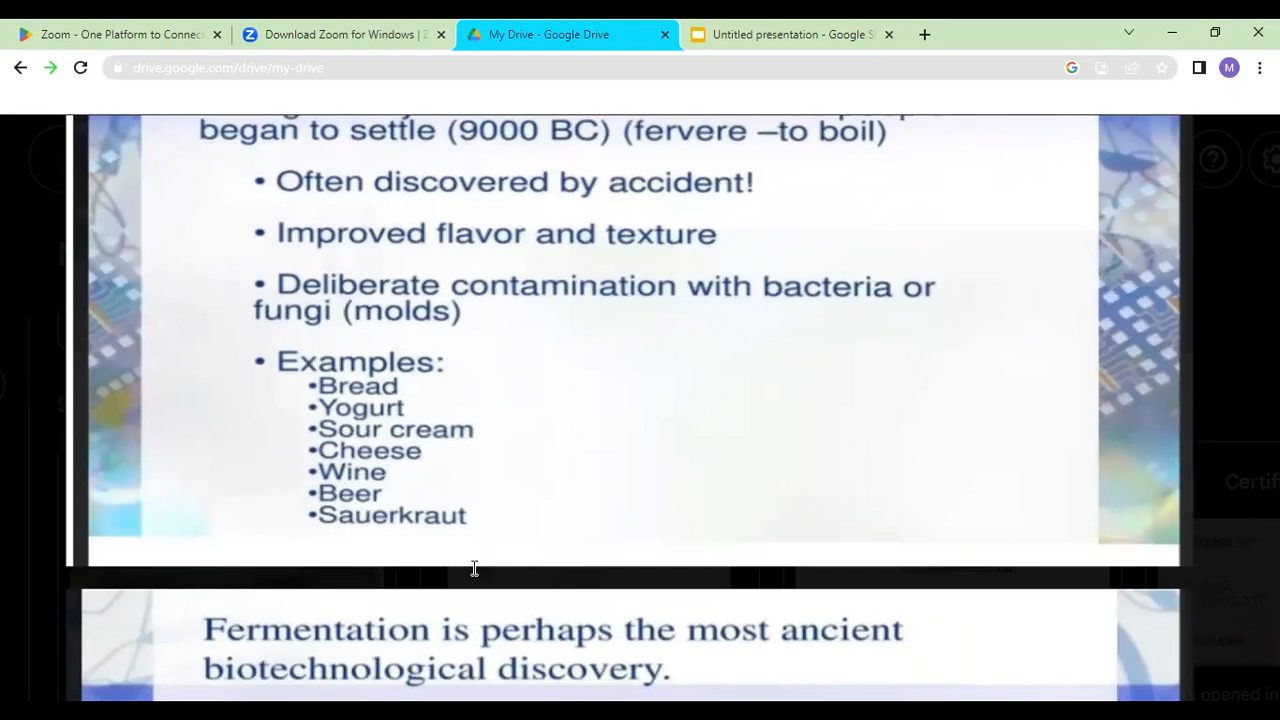 Zoom - One Platform to Connect
Download Zoom for Windows | Z
My Drive - Google Drive
Untitled presentation - Google S
drive.google.com/drive/my-drive
M
began to settle (9000 BC) (fervere –to boil)
• Often discovered by accident!
• Improved flavor and texture
• Deliberate contamination with bacteria or
fungi (molds)
• Examples:
•Bread
•Yogurt
•Sour cream
•Cheese
•Wine
•Beer
•Sauerkraut
Certif
Fermentation is perhaps the most ancient
biotechnological discovery.
opened in